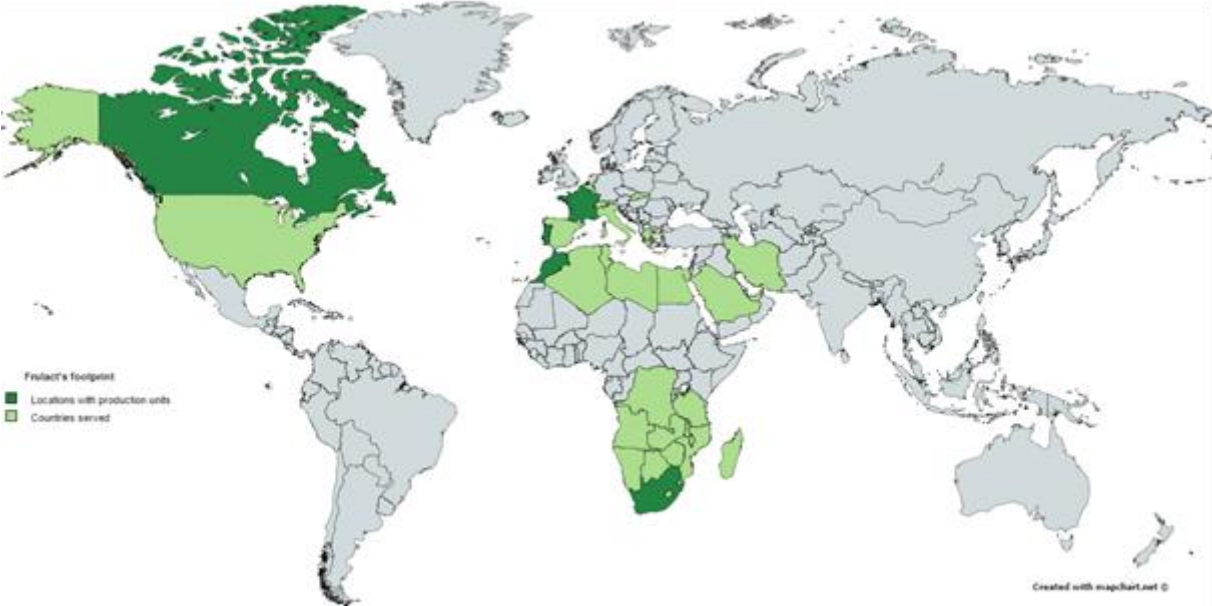 Frulact's footprint
Locations with production units
Countries served
Created with mapchart.net ©